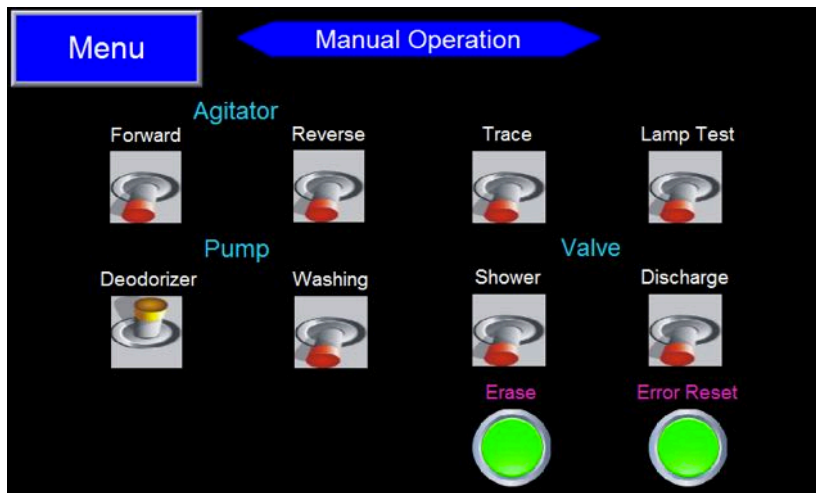 Menu
Manual Operation
Agitator
Forward
Reverse
Trace
Lamp Test
Pump
Valve
Deodorizer
Washing
Shower
Discharge
Erase
Error Reset